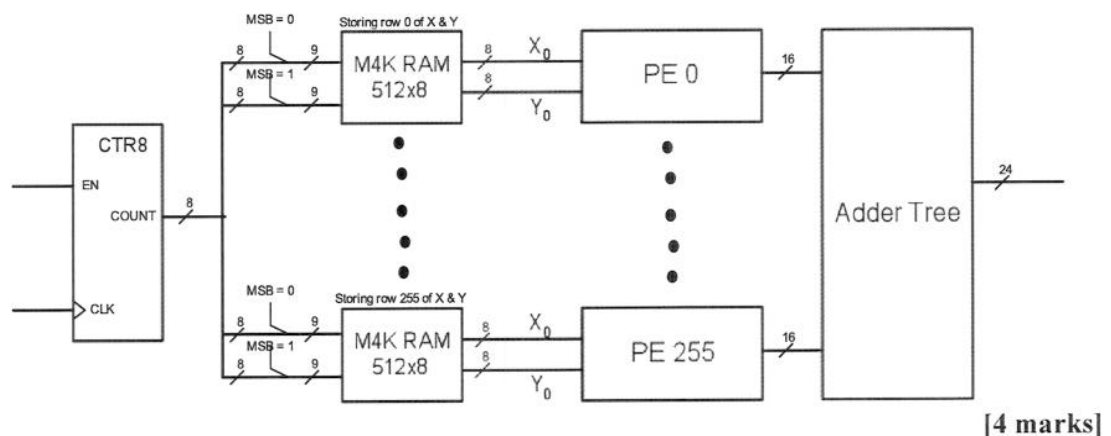 MSB = 0
Storing row 0 of X & Y
8
9
M4K RAM
512x8
8
X0
8
Y0
PE 0
16
MSB = 1
8
9
CTR8
EN
COUNT
CLK
8
Adder Tree
24
MSB = 0
Storing row 255 of X & Y
8
9
M4K RAM
512x8
8
X0
8
Y0
PE 255
16
MSB = 1
8
9
[4 marks]